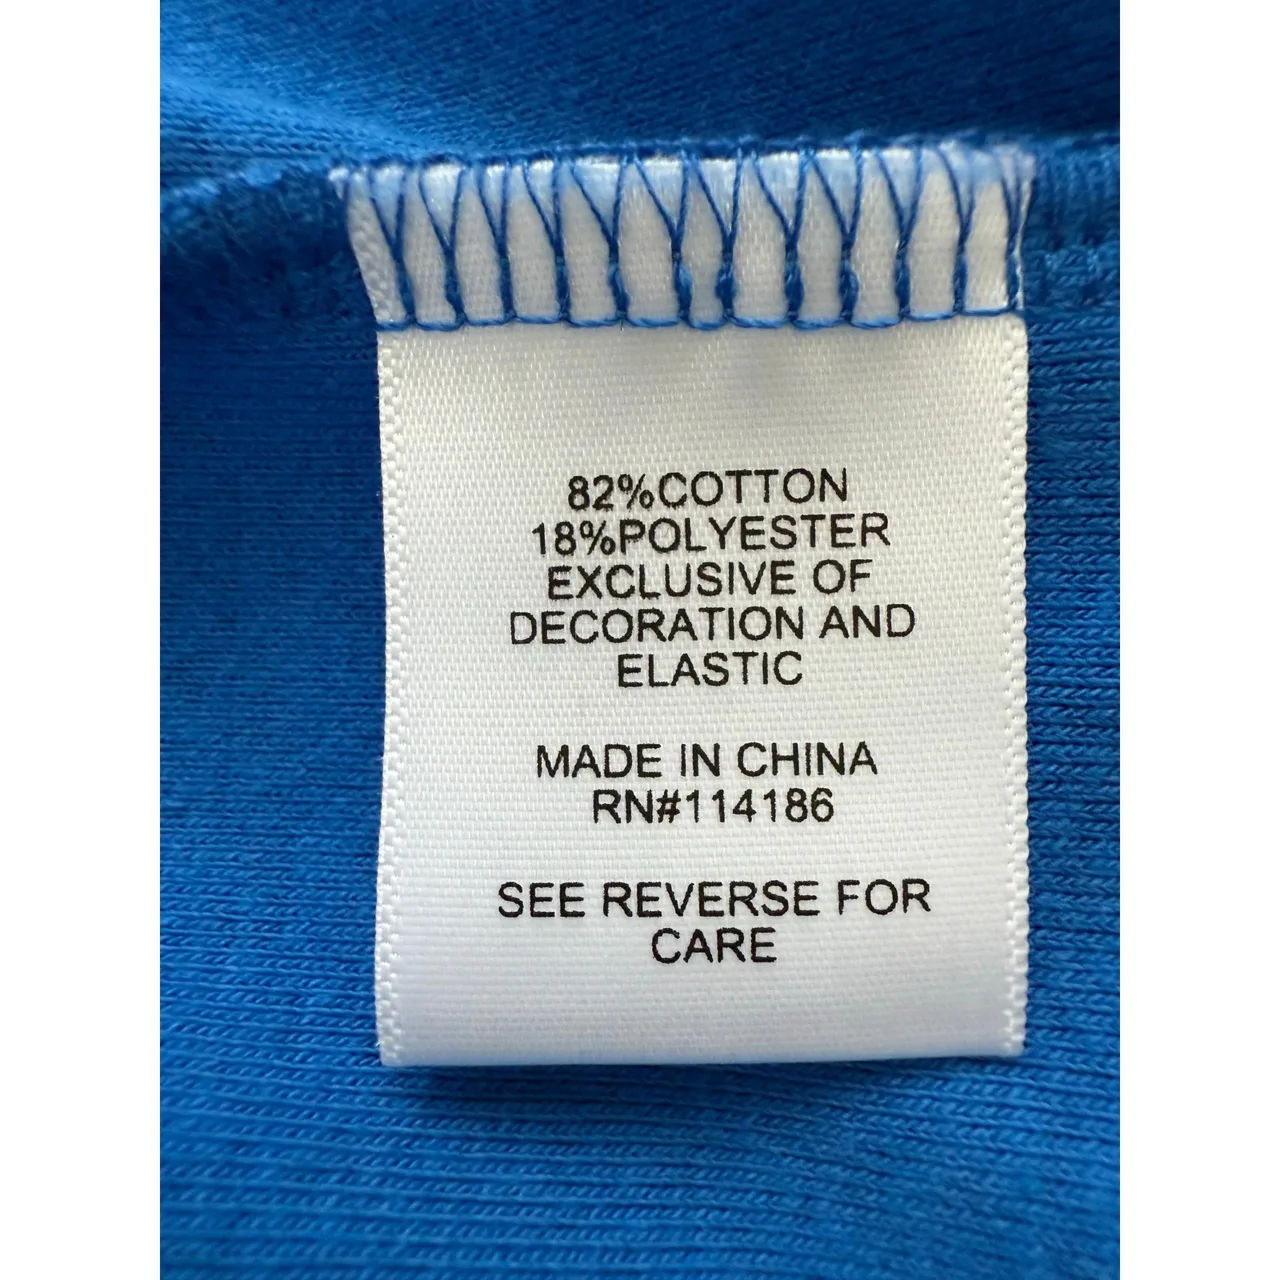 82%COTTON
18%POLYESTER
EXCLUSIVE OF
DECORATION AND
ELASTIC
MADE IN CHINA
RN#114186
SEE REVERSE FOR
CARE